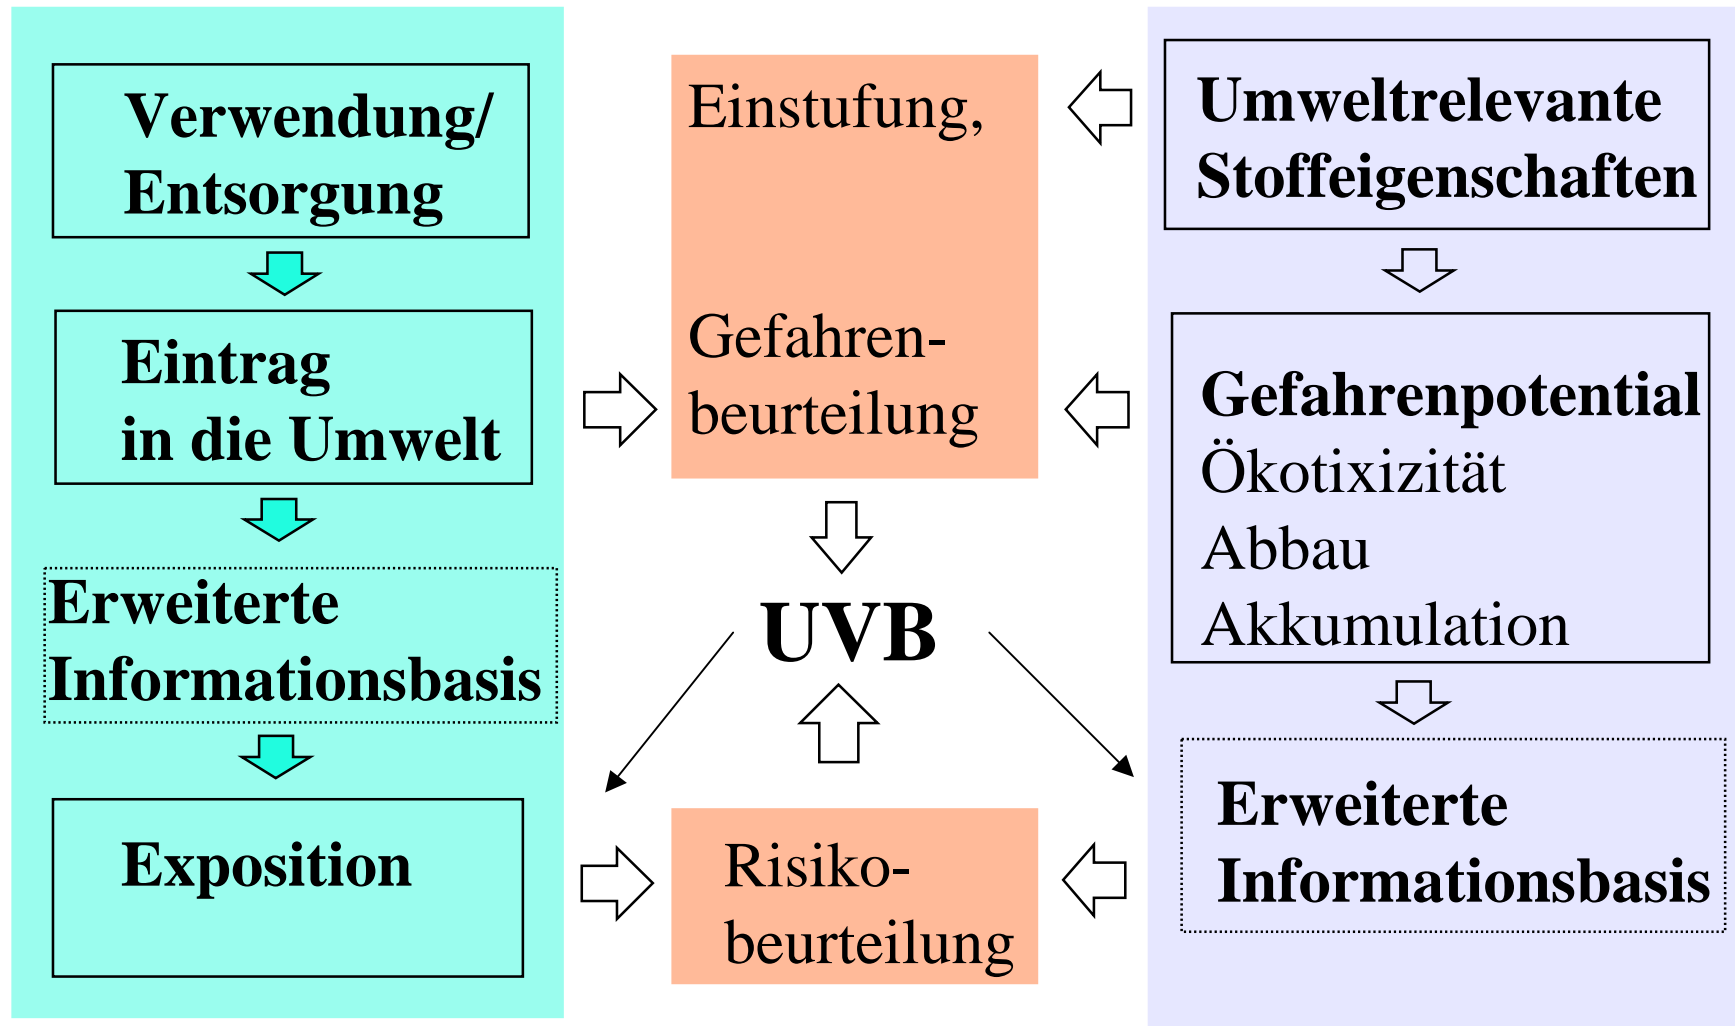 Verwendung/
Entsorgung
Eintrag
in die Umwelt
Erweiterte
Informationsbasis
Exposition
Einstufung,
Gefahren-
beurteilung
UVB
Risiko-
beurteilung
Umweltrelevante
Stoffeigenschaften
Gefahrenpotential
Ökotixizität
Abbau
Akkumulation
Erweiterte
Informationsbasis